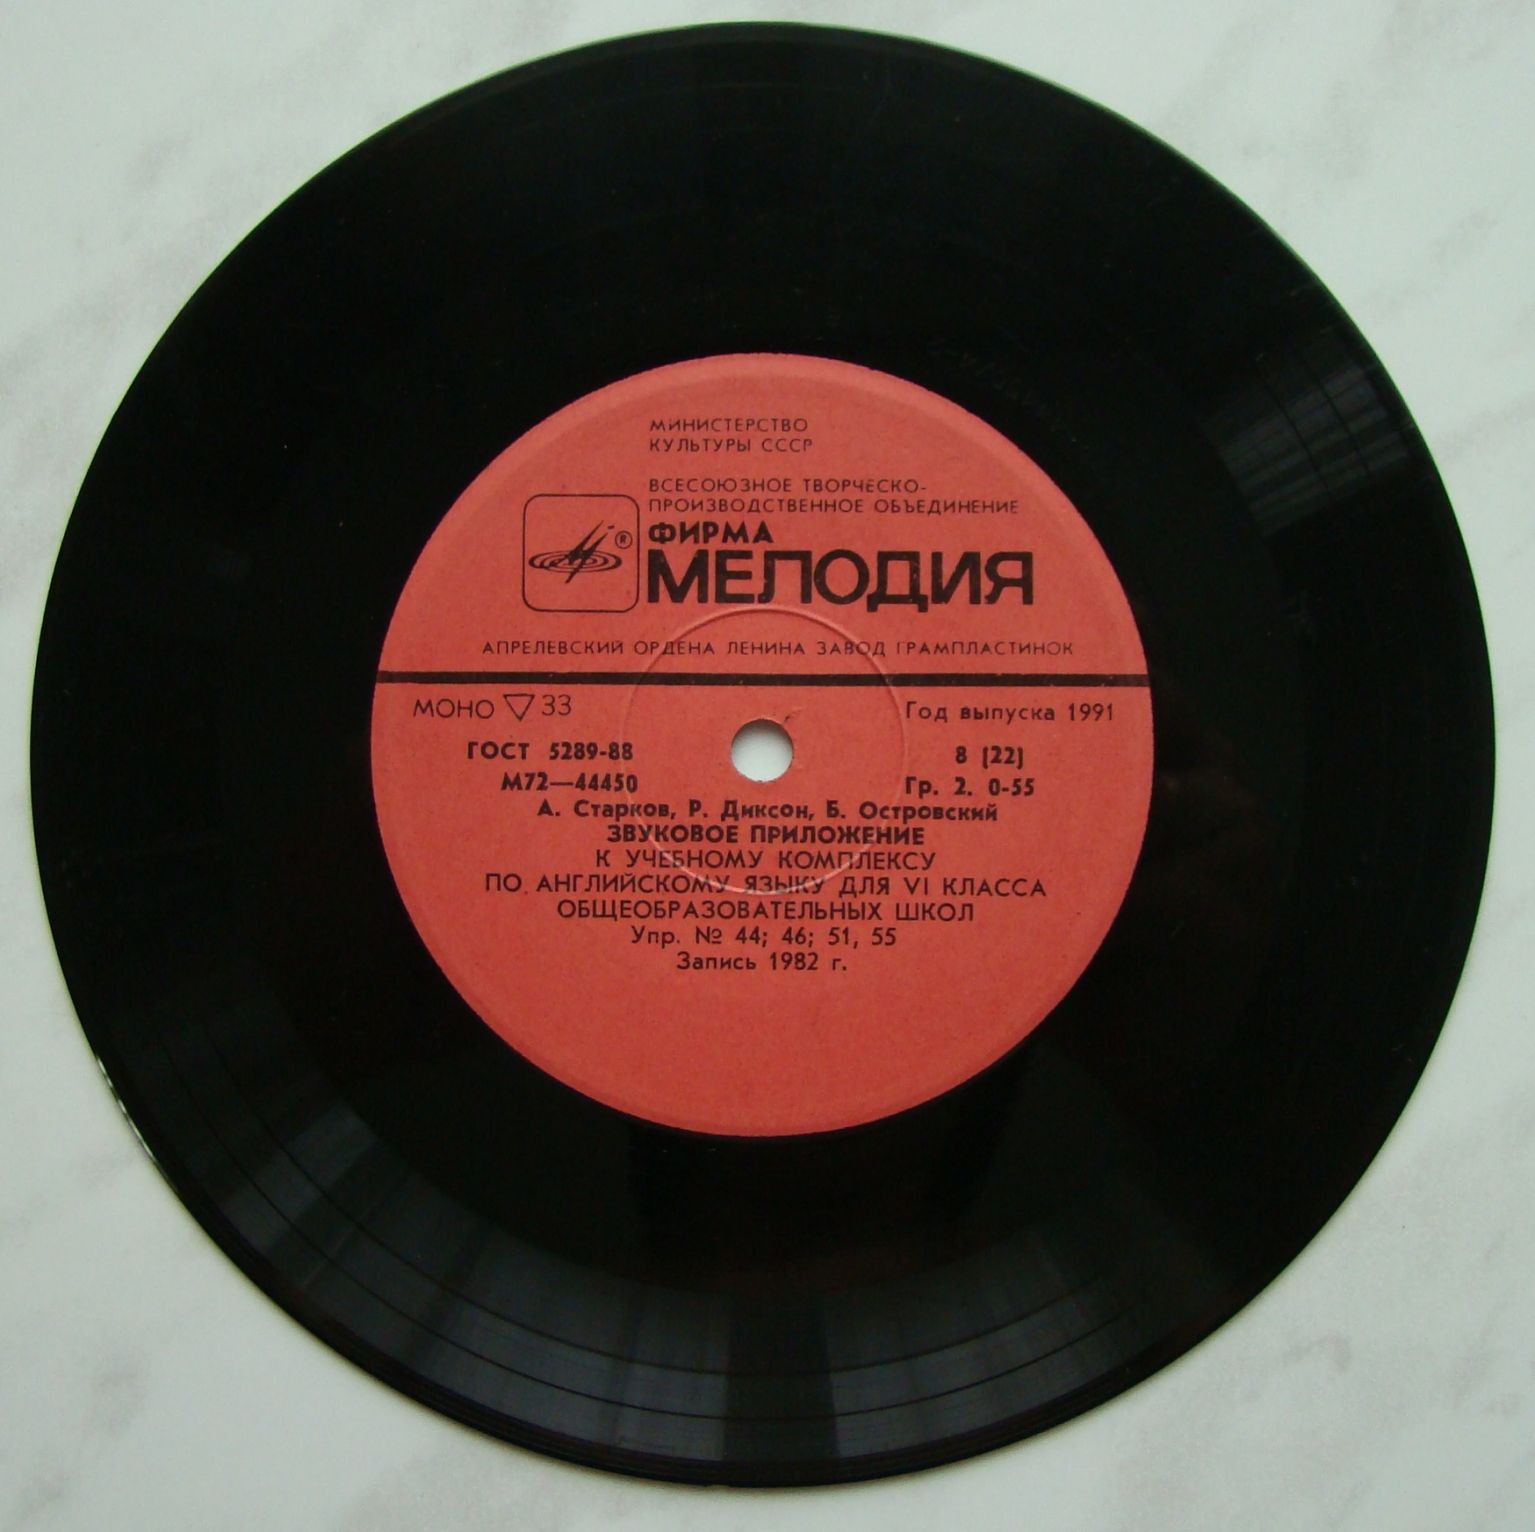 МИНИСТЕРСТВО
КУЛЬТУРЫ СССР
ВСЕСОЮЗНОЕ ТВОРЧЕСКО-
ПРОИЗВОДСТВЕННОЕ ОБЪЕДИНЕНИЕ
ФИРМА
®
МЕЛОДИЯ
АПРЕЛЕВСКИЙ ОРДЕНА ЛЕНИНА ЗАВОД ГРАМПЛАСТИНОК
МОНО ▽ 33 Год выпуска 1991
ГОСТ 5289-88 8 (22)
М72—44450 Гр. 2. 0-55
А. Старков, Р. Диксон, Б. Островский
ЗВУКОВОЕ ПРИЛОЖЕНИЕ
К УЧЕБНОМУ КОМПЛЕКСУ
ПО АНГЛИЙСКОМУ ЯЗЫКУ ДЛЯ VI КЛАССА
ОБЩЕОБРАЗОВАТЕЛЬНЫХ ШКОЛ
Упр. № 44; 46; 51, 55
Запись 1982 г.